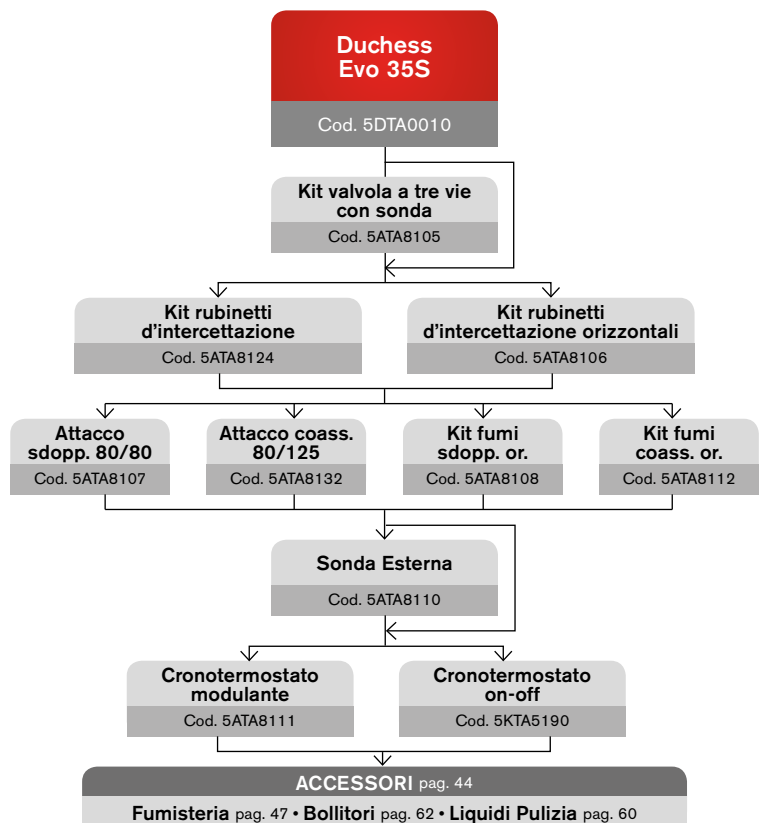 Duchess
Evo 35S
Cod. 5DTA0010
Kit valvola a tre vie
con sonda
Cod. 5ATA8105
Kit rubinetti
d'intercettazione
Cod. 5ATA8124
Kit rubinetti
d'intercettazione orizzontali
Cod. 5ATA8106
Attacco
sdopp. 80/80
Cod. 5ATA8107
Attacco coass.
80/125
Cod. 5ATA8132
Kit fumi
sdopp. or.
Cod. 5ATA8108
Kit fumi
coass. or.
Cod. 5ATA8112
Sonda Esterna
Cod. 5ATA8110
Cronotermostato
modulante
Cod. 5ATA8111
Cronotermostato
on-off
Cod. 5KTA5190
ACCESSORI pag. 44
Fumisteria pag. 47 • Bollitori pag. 62 • Liquidi Pulizia pag. 60